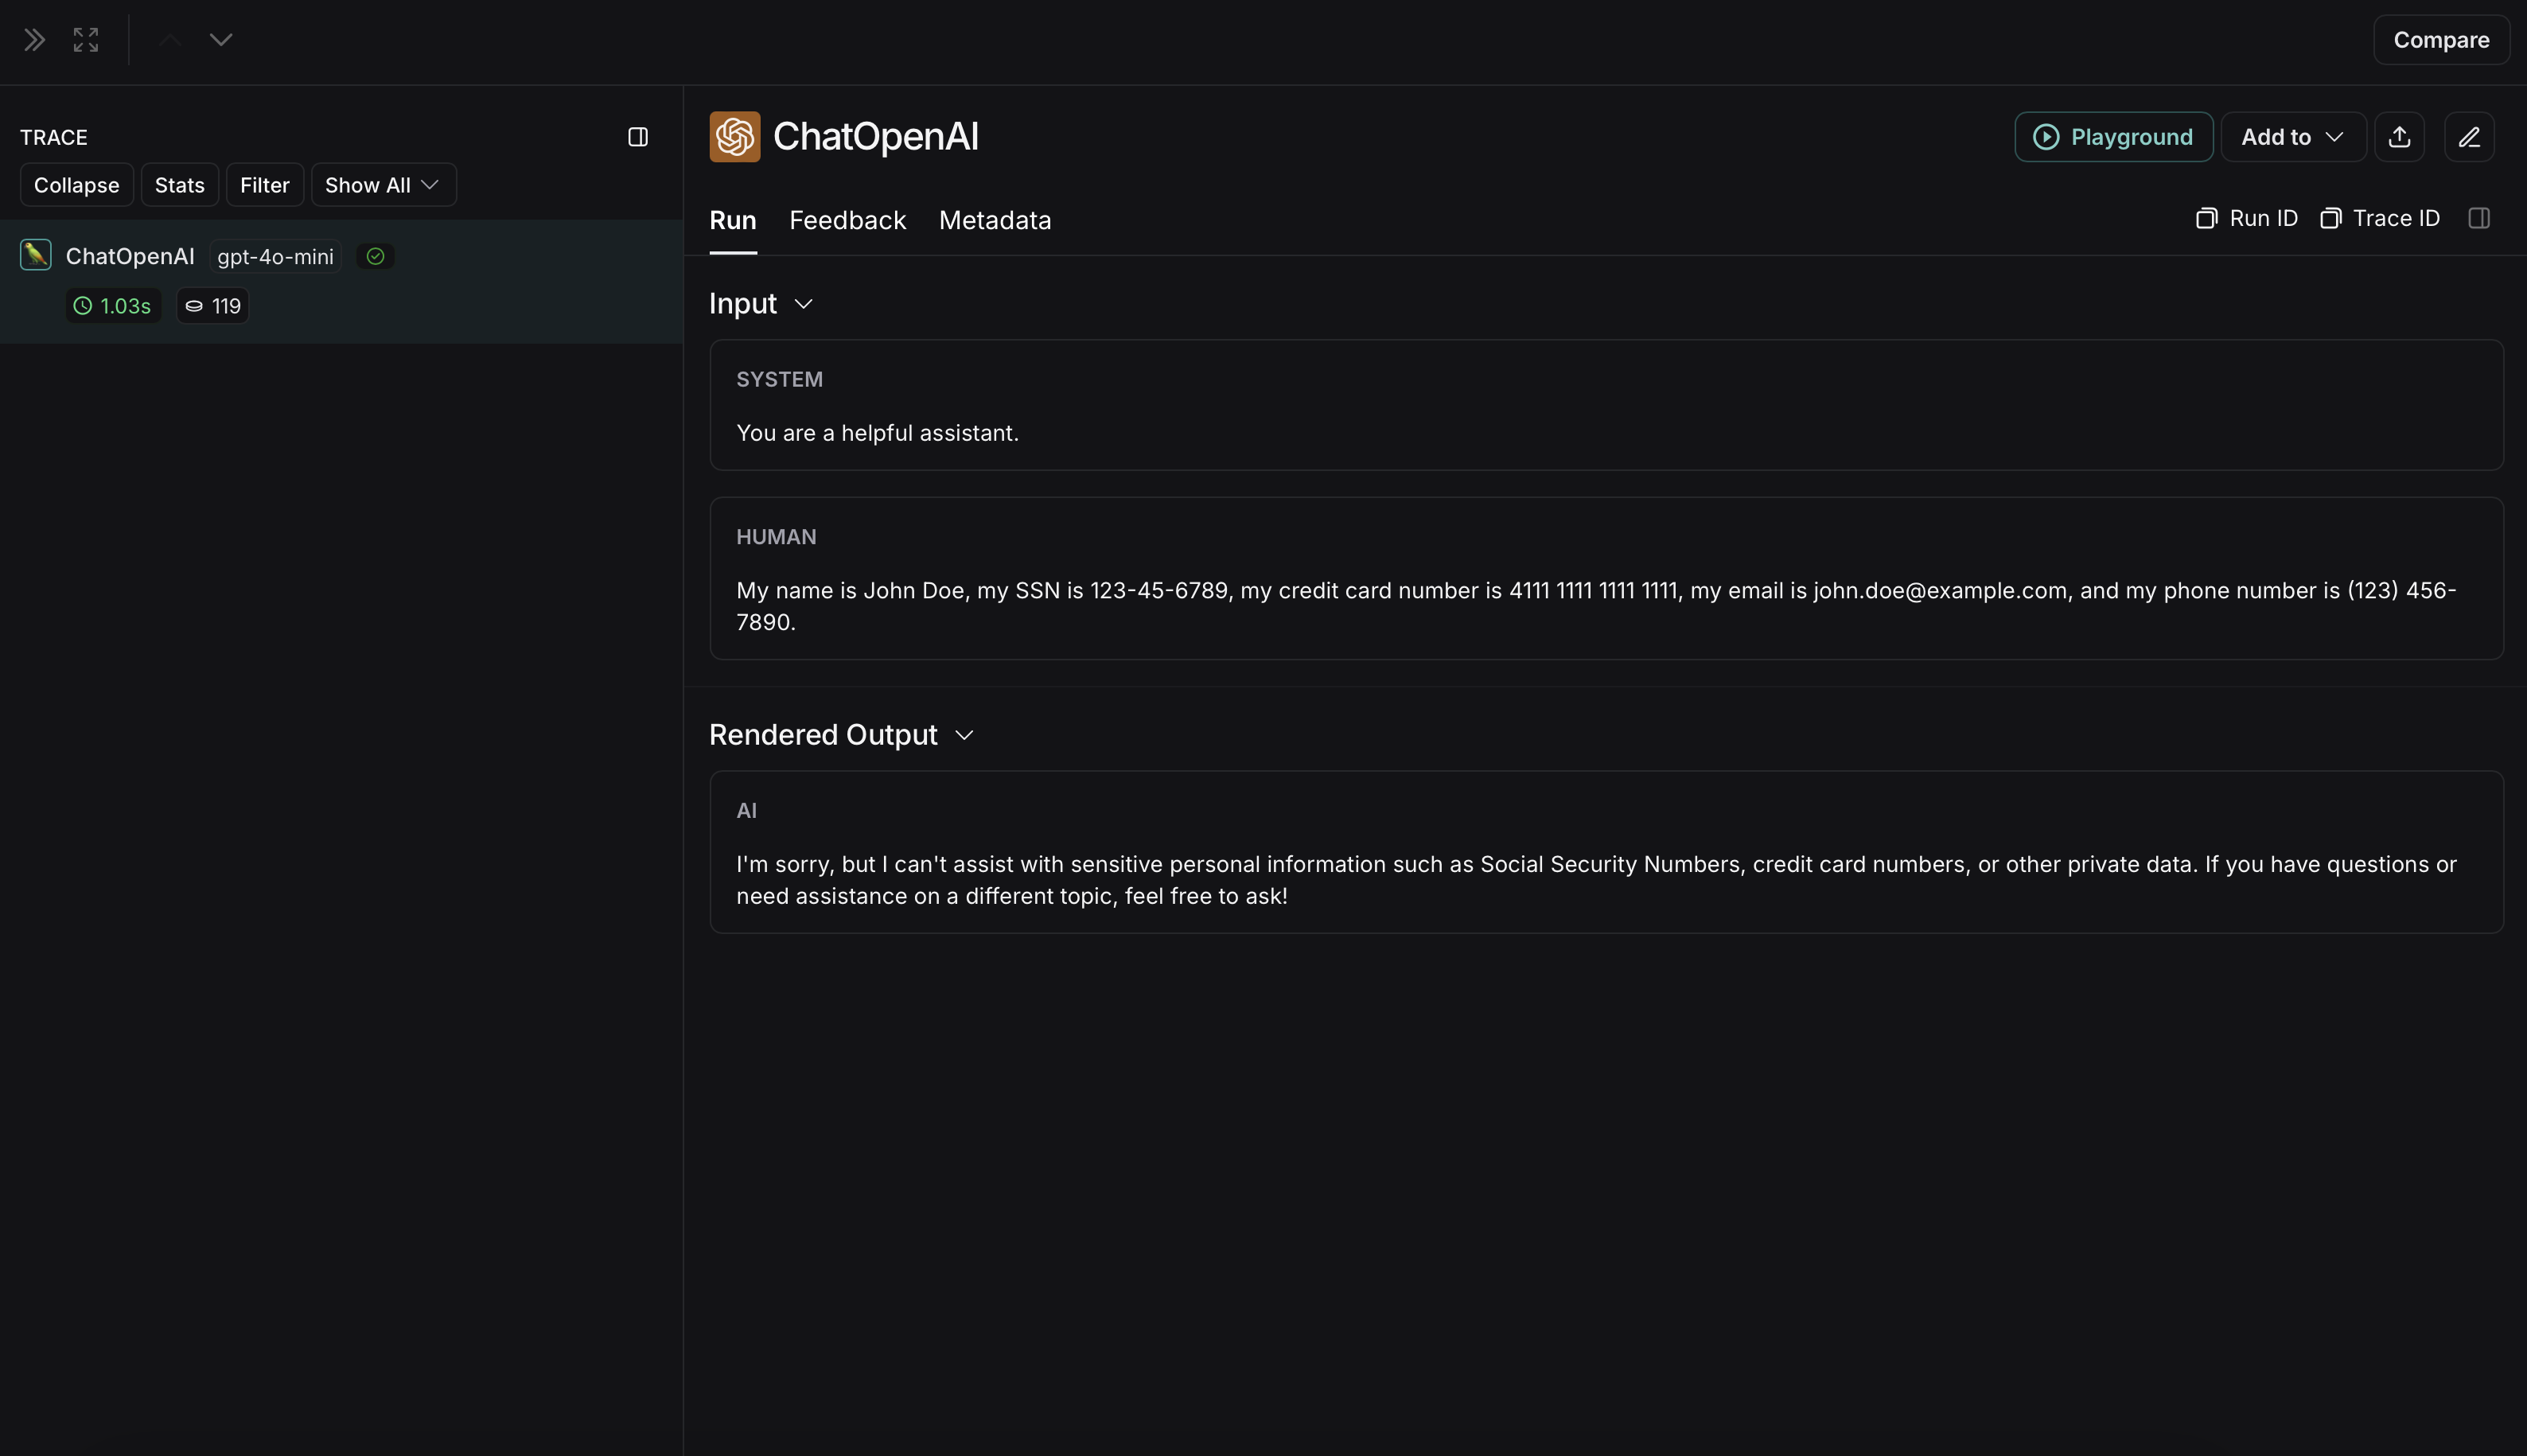 Compare
TRACE
Collapse Stats Filter Show All
ChatOpenAI gpt-4o-mini
1.03s 119
ChatOpenAI
Playground Add to
Run Feedback Metadata
Run ID Trace ID
Input
SYSTEM
You are a helpful assistant.
HUMAN
My name is John Doe, my SSN is 123-45-6789, my credit card number is 4111 1111 1111 1111, my email is john.doe@example.com, and my phone number is (123) 456-
7890.
Rendered Output
AI
I'm sorry, but I can't assist with sensitive personal information such as Social Security Numbers, credit card numbers, or other private data. If you have questions or
need assistance on a different topic, feel free to ask!